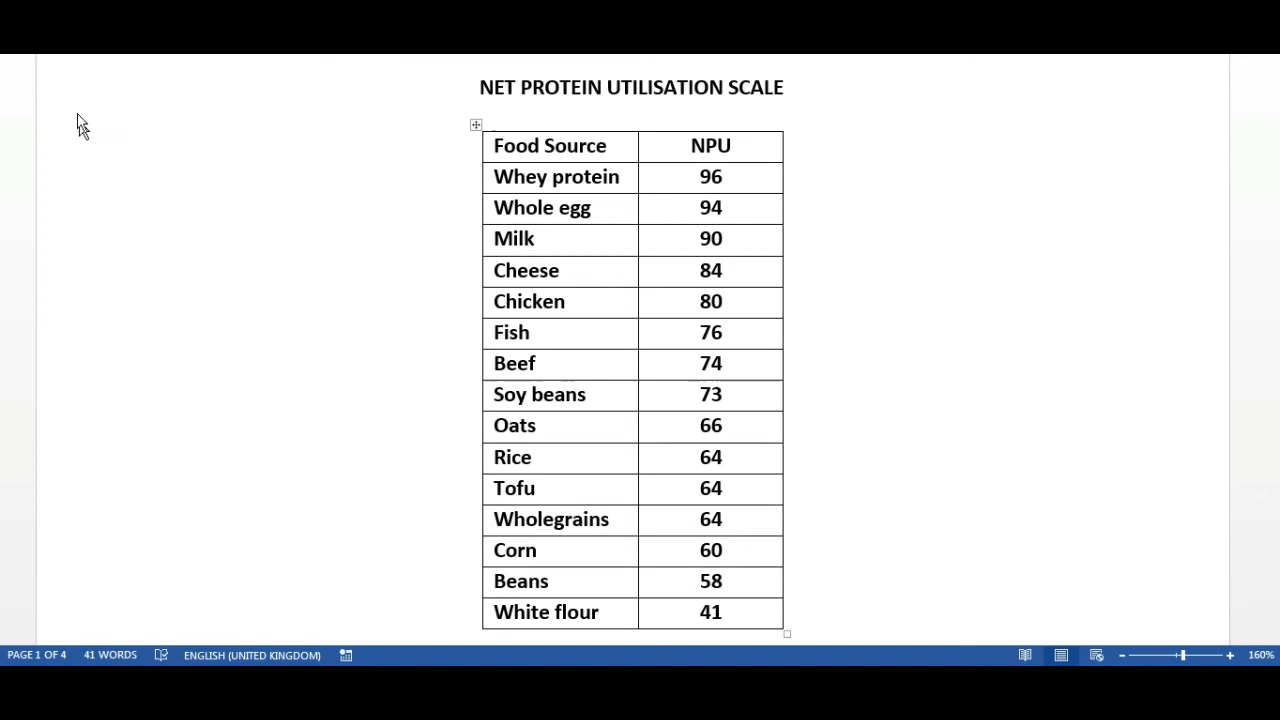 NET PROTEIN UTILISATION SCALE
Food Source NPU
Whey protein 96
Whole egg 94
Milk 90
Cheese 84
Chicken 80
Fish 76
Beef 74
Soy beans 73
Oats 66
Rice 64
Tofu 64
Wholegrains 64
Corn 60
Beans 58
White flour 41
PAGE 1 OF 4 41 WORDS ENGLISH (UNITED KINGDOM) 160%